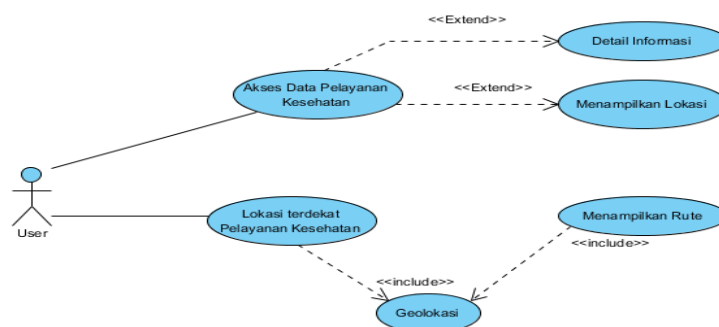 <<Extend>>
Detail Informasi
Akses Data Pelayanan
Kesehatan
<<Extend>>
Menampilkan Lokasi
User
Lokasi terdekat
Pelayanan Kesehatan
Menampilkan Rute
<<include>>
<<include>>
Geolokasi